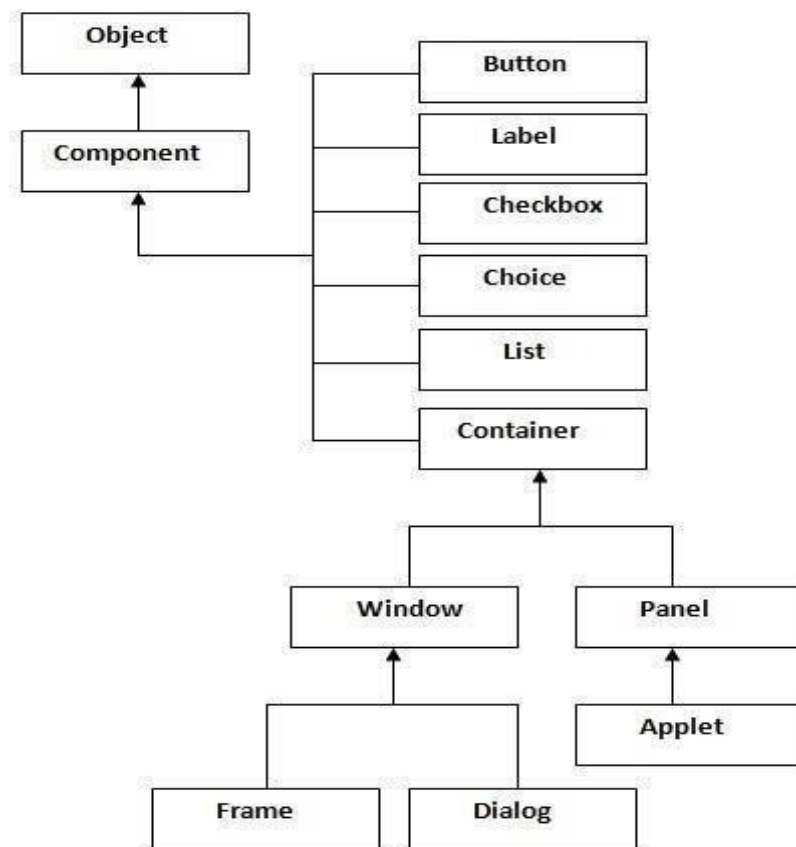 Object
Component
Button
Label
Checkbox
Choice
List
Container
Window
Panel
Applet
Frame
Dialog